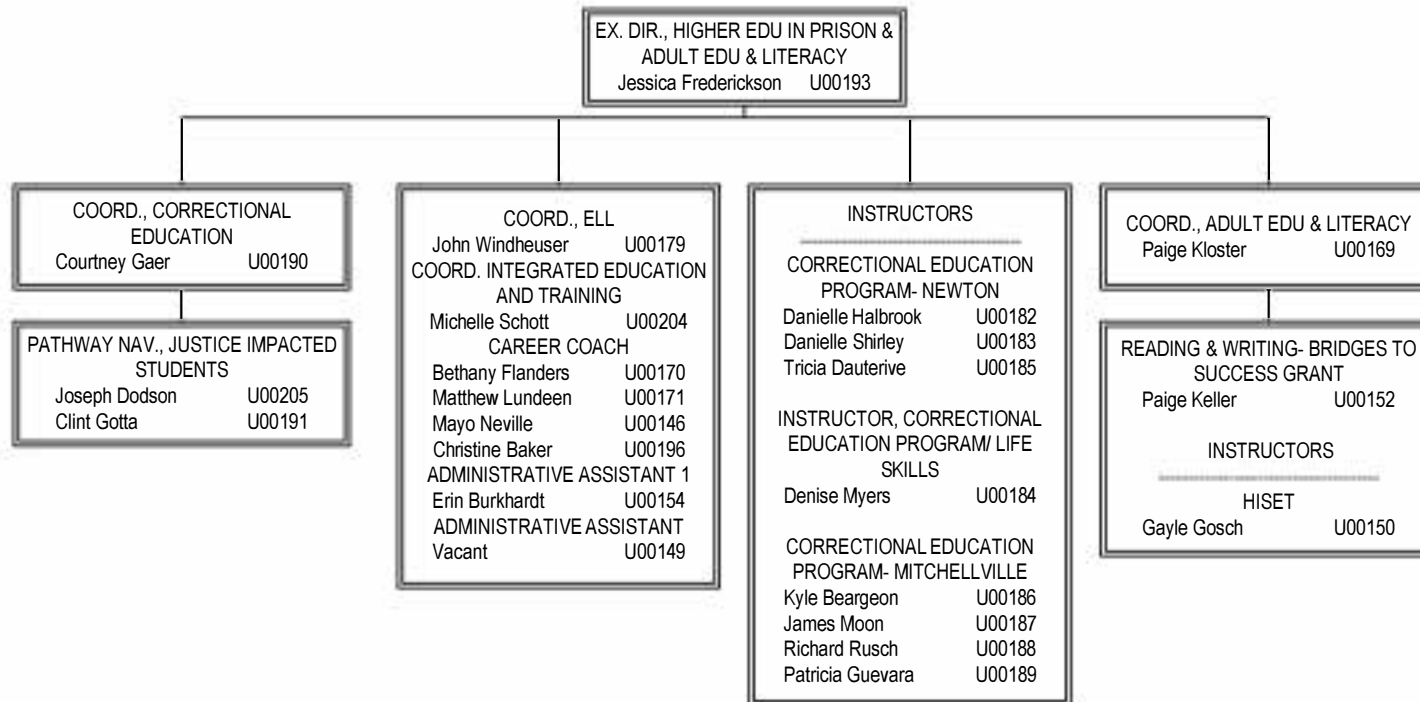 EX. DIR., HIGHER EDU IN PRISON &
ADULT EDU & LITERACY
Jessica Frederickson U00193
COORD., CORRECTIONAL
EDUCATION
Courtney Gaer U00190
PATHWAY NAV., JUSTICE IMPACTED
STUDENTS
Joseph Dodson U00205
Clint Gotta U00191
COORD., ELL
John Windheuser U00179
COORD. INTEGRATED EDUCATION
AND TRAINING
Michelle Schott U00204
CAREER COACH
Bethany Flanders U00170
Matthew Lundeen U00171
Mayo Neville U00146
Christine Baker U00196
ADMINISTRATIVE ASSISTANT 1
Erin Burkhardt U00154
ADMINISTRATIVE ASSISTANT
Vacant U00149
INSTRUCTORS
CORRECTIONAL EDUCATION
PROGRAM- NEWTON
Danielle Halbrook U00182
Danielle Shirley U00183
Tricia Dauterive U00185
INSTRUCTOR, CORRECTIONAL
EDUCATION PROGRAM/ LIFE
SKILLS
Denise Myers U00184
CORRECTIONAL EDUCATION
PROGRAM- MITCHELLVILLE
Kyle Beargeon U00186
James Moon U00187
Richard Rusch U00188
Patricia Guevara U00189
COORD., ADULT EDU & LITERACY
Paige Kloster U00169
READING & WRITING- BRIDGES TO
SUCCESS GRANT
Paige Keller U00152
INSTRUCTORS
HISET
Gayle Gosch U00150